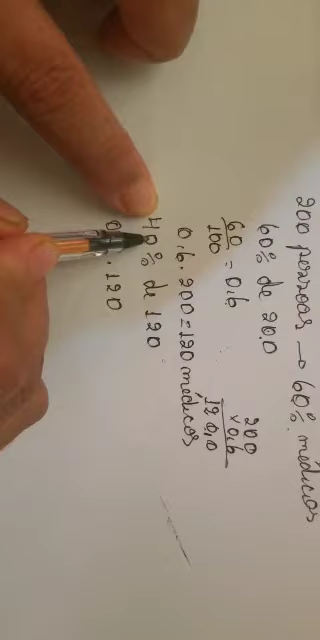 200 pessoas → 60% médicos
60% de 200
60
100
= 0,6
200
x 0,6
120,0
0,6 . 200 = 120 médicos
40% de 120
0 . 120